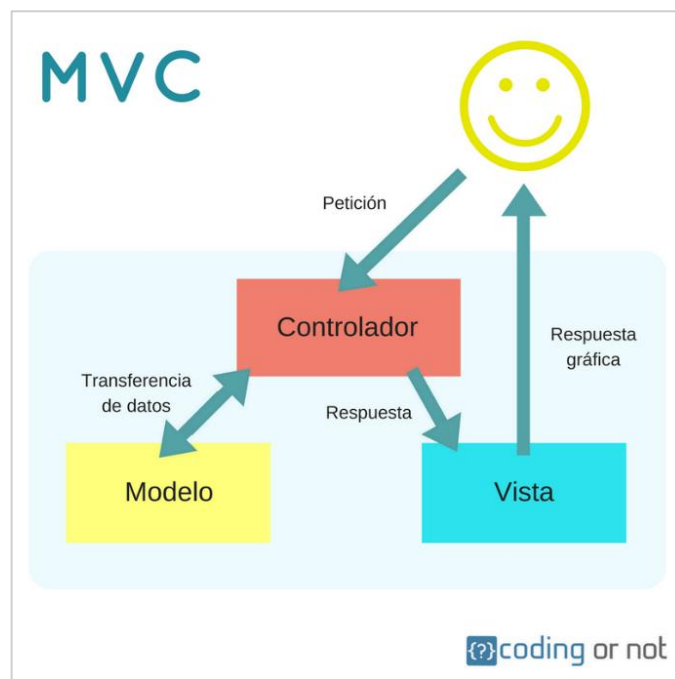 MVC
Petición
Controlador
Transferencia
de datos
Respuesta
Respuesta
gráfica
Modelo
Vista
{?}coding or not